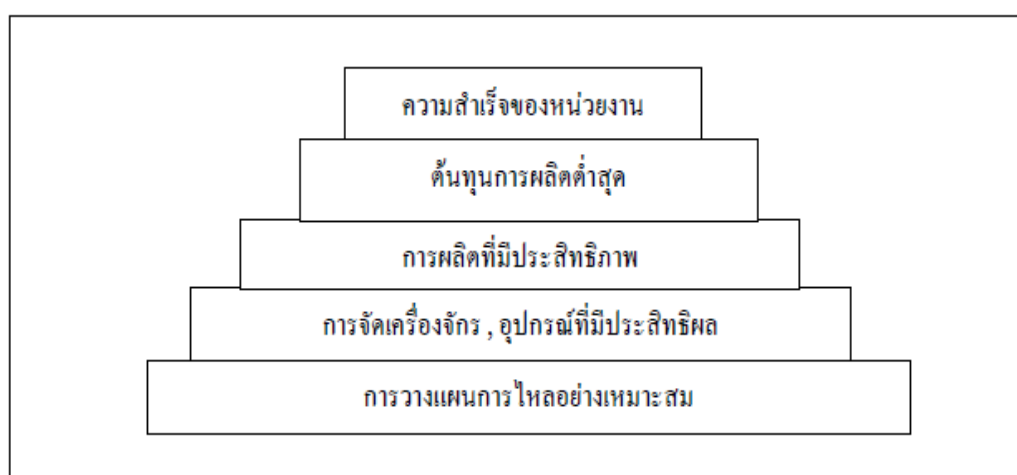 ความสำเร็จของหน่วยงาน
ต้นทุนการผลิตต่ำสุด
การผลิตที่มีประสิทธิภาพ
การจัดเครื่องจักร , อุปกรณ์ที่มีประสิทธิผล
การวางแผนการไหลอย่างเหมาะสม